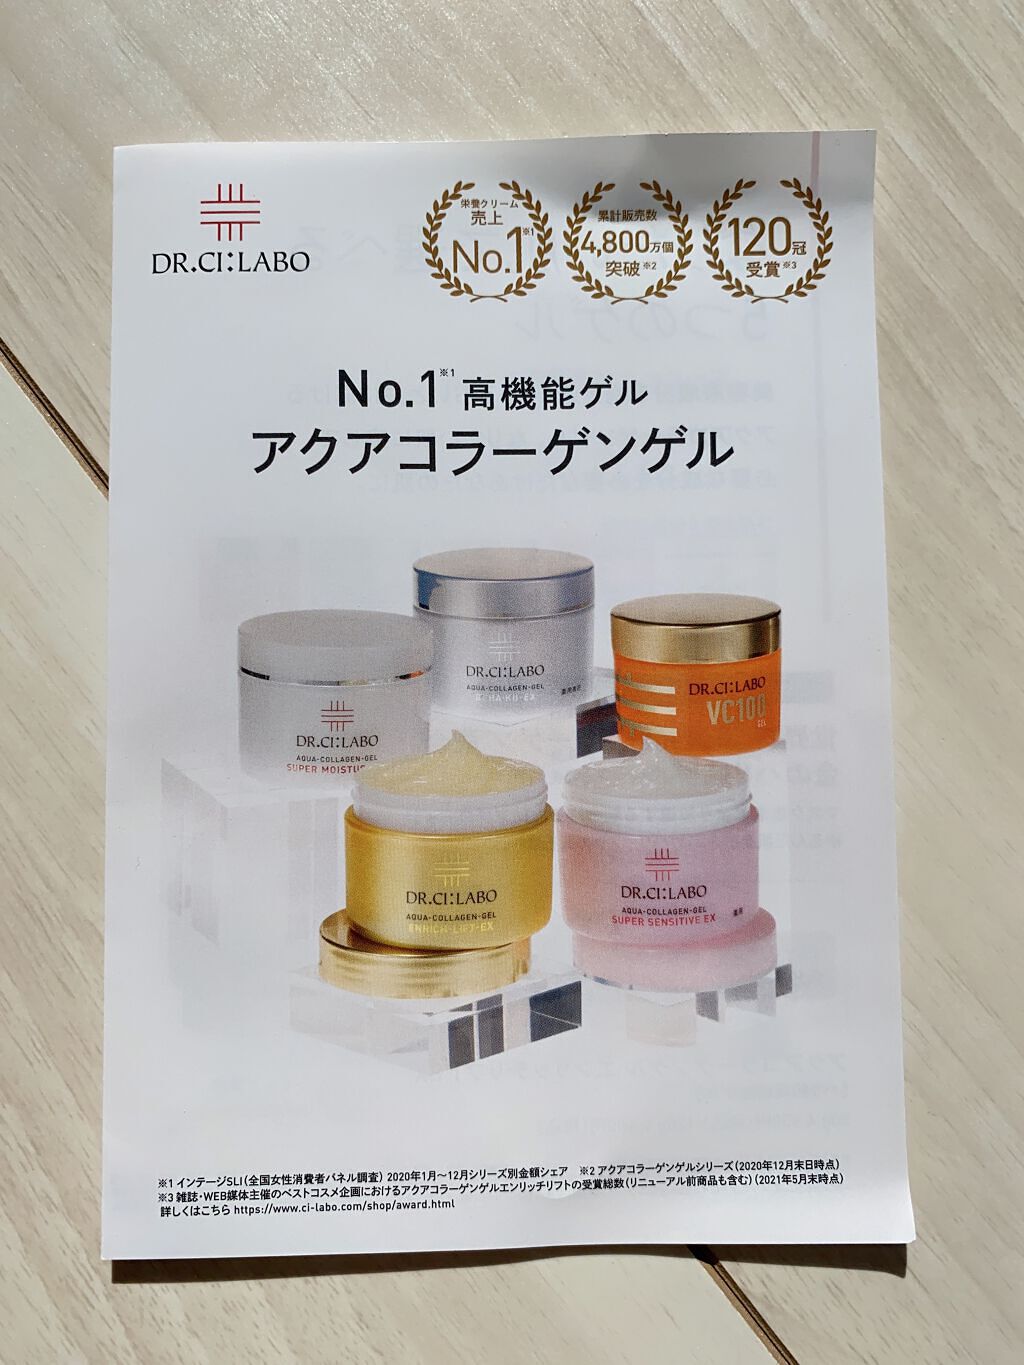 DR.CI:LABO
栄養クリーム
売上
No.1※1
累計販売数
4,800万個
突破※2
120冠
受賞※3
No.1※1 高機能ゲル
アクアコラーゲンゲル
DR.CI:LABO
AQUA-COLLAGEN-GEL
DR.CI:LABO
VC100
GEL
DR.CI:LABO
AQUA-COLLAGEN-GEL
SUPER
DR.CI:LABO
AQUA-COLLAGEN-GEL
ENRICH-LIFT-EX
DR.CI:LABO
AQUA-COLLAGEN-GEL
SUPER SENSITIVE EX
※1 インテージSLI(全国女性消費者パネル調査) 2020年1月〜12月シリーズ別金額シェア ※2 アクアコラーゲンゲルシリーズ(2020年12月末日時点)
※3 雑誌・WEB媒体主催のベストコスメ企画におけるアクアコラーゲンゲルエンリッチリフトの受賞総数(リニューアル前商品も含む)(2021年5月末時点)
詳しくはこちら https://www.ci-labo.com/shop/award.html